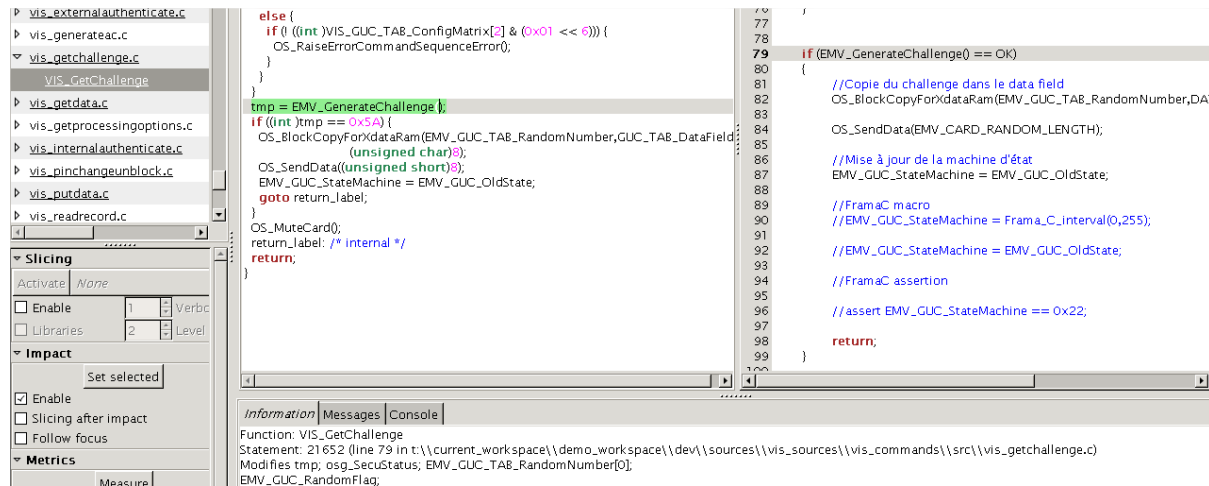 vis_externalauthenticate.c
vis_generateac.c
vis_getchallenge.c
VIS_GetChallenge
vis_getdata.c
vis_getprocessingoptions.c
vis_internalauthenticate.c
vis_pinchangeunblock.c
vis_putdata.c
vis_readrecord.c
Slicing
Activate None
Enable 1 Verbo
Libraries 2 Level
Impact
Set selected
Enable
Slicing after impact
Follow focus
Metrics
Measure
else {
if (! ((int )VIS_GUC_TAB_ConfigMatrix[2] & (0x01 << 6))) {
OS_RaiseErrorCommandSequenceError();
}
}
}
tmp = EMV_GenerateChallenge ();
if ((int )tmp == 0x5A) {
OS_BlockCopyForXdataRam(EMV_GUC_TAB_RandomNumber,GUC_TAB_DataField
(unsigned char)8);
OS_SendData((unsigned short)8);
EMV_GUC_StateMachine = EMV_GUC_OldState;
goto return_label;
}
OS_MuteCard();
return_label: /* internal */
return;
}
76 }
77
78
79 if (EMV_GenerateChallenge() == OK)
80 {
81 //Copie du challenge dans le data field
82 OS_BlockCopyForXdataRam(EMV_GUC_TAB_RandomNumber,DA
83
84 OS_SendData(EMV_CARD_RANDOM_LENGTH);
85
86 //Mise à jour de la machine d'état
87 EMV_GUC_StateMachine = EMV_GUC_OldState;
88
89 //FramaC macro
90 //EMV_GUC_StateMachine = Frama_C_interval(0,255);
91
92 //EMV_GUC_StateMachine = EMV_GUC_OldState;
93
94 //FramaC assertion
95
96 //assert EMV_GUC_StateMachine == 0x22;
97
98 return;
99 }
100
Information Messages Console
Function: VIS_GetChallenge
Statement: 21652 (line 79 in t:\\current_workspace\\demo_workspace\\dev\\sources\\vis_sources\\vis_commands\\src\\vis_getchallenge.c)
Modifies tmp; osg_SecuStatus; EMV_GUC_TAB_RandomNumber[0];
EMV_GUC_RandomFlag;